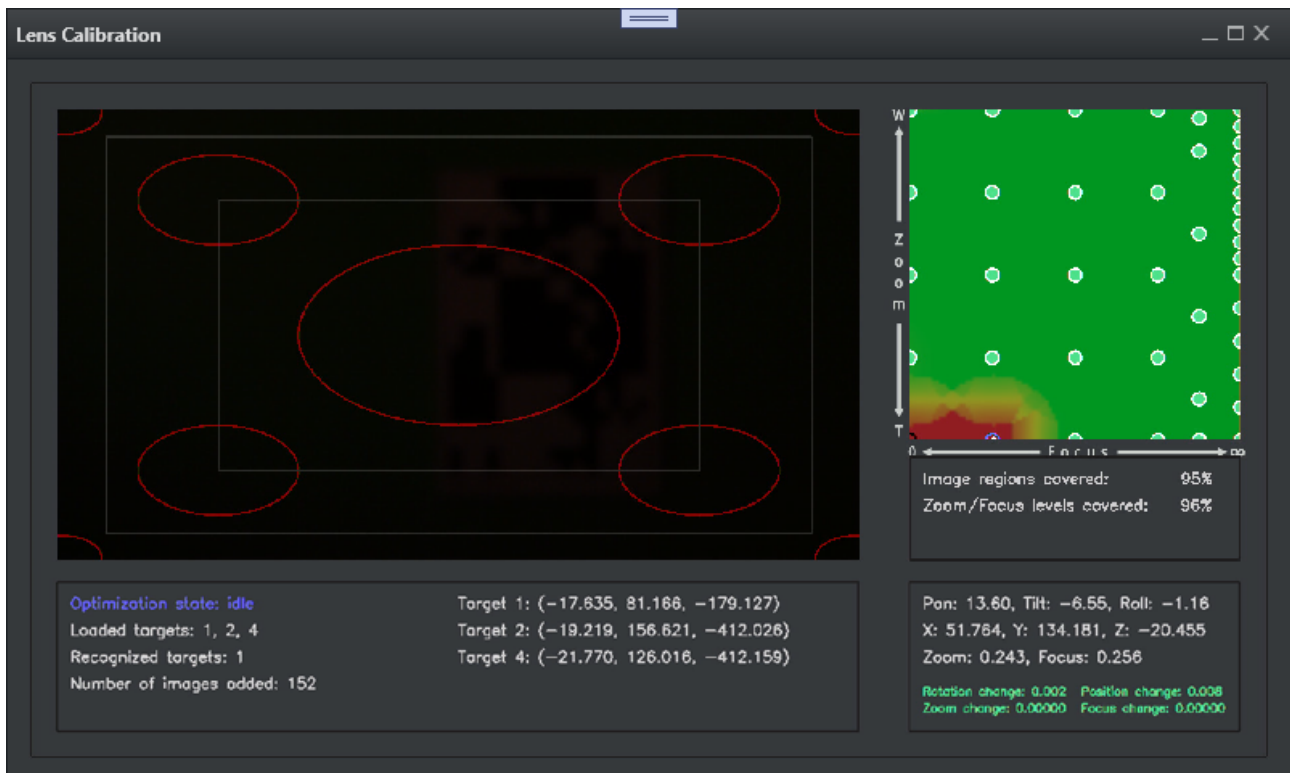 Lens Calibration
W
Zoom
T
0 Focus ∞
Image regions covered: 95%
Zoom/Focus levels covered: 96%
Optimization state: idle
Loaded targets: 1, 2, 4
Recognized targets: 1
Number of images added: 152
Target 1: (-17.635, 81.166, -179.127)
Target 2: (-19.219, 156.621, -412.026)
Target 4: (-21.770, 126.016, -412.159)
Pan: 13.60, Tilt: -6.55, Roll: -1.16
X: 51.764, Y: 134.181, Z: -20.455
Zoom: 0.243, Focus: 0.256
Rotation change: 0.002 Position change: 0.008
Zoom change: 0.00000 Focus change: 0.00000